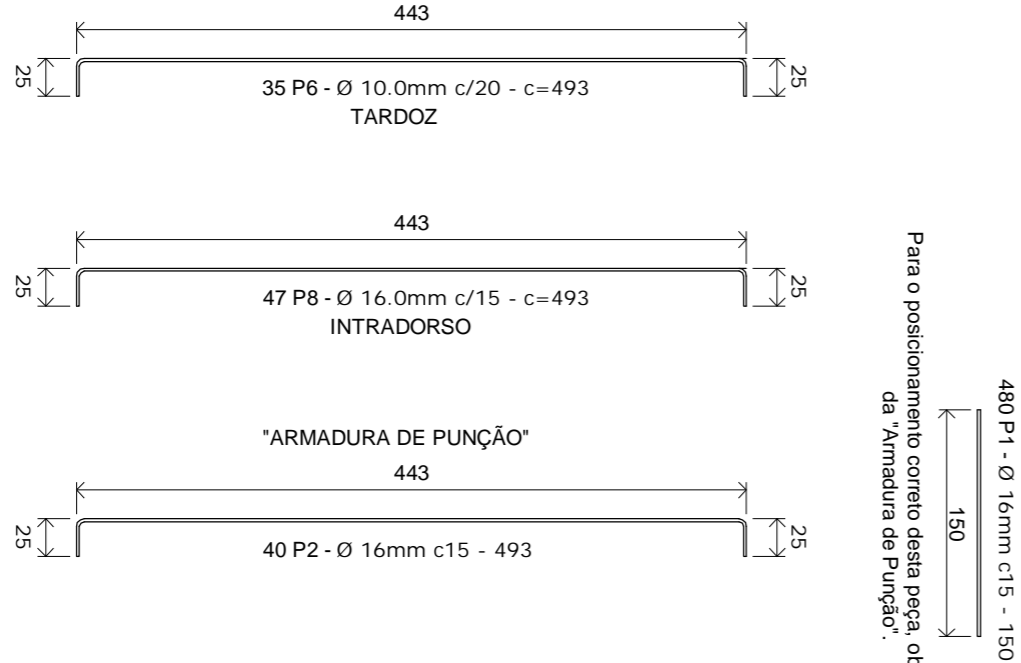 443
25
25
35 P6 - Ø 10.0mm c/20 - c=493
TARDOZ
443
25
25
47 P8 - Ø 16.0mm c/15 - c=493
INTRADORSO
"ARMADURA DE PUNÇÃO"
443
25
25
40 P2 - Ø 16mm c15 - 493
480 P1 - Ø 16mm c15 - 150
150
Para o posicionamento correto desta peça,
da "Armadura de Punção".